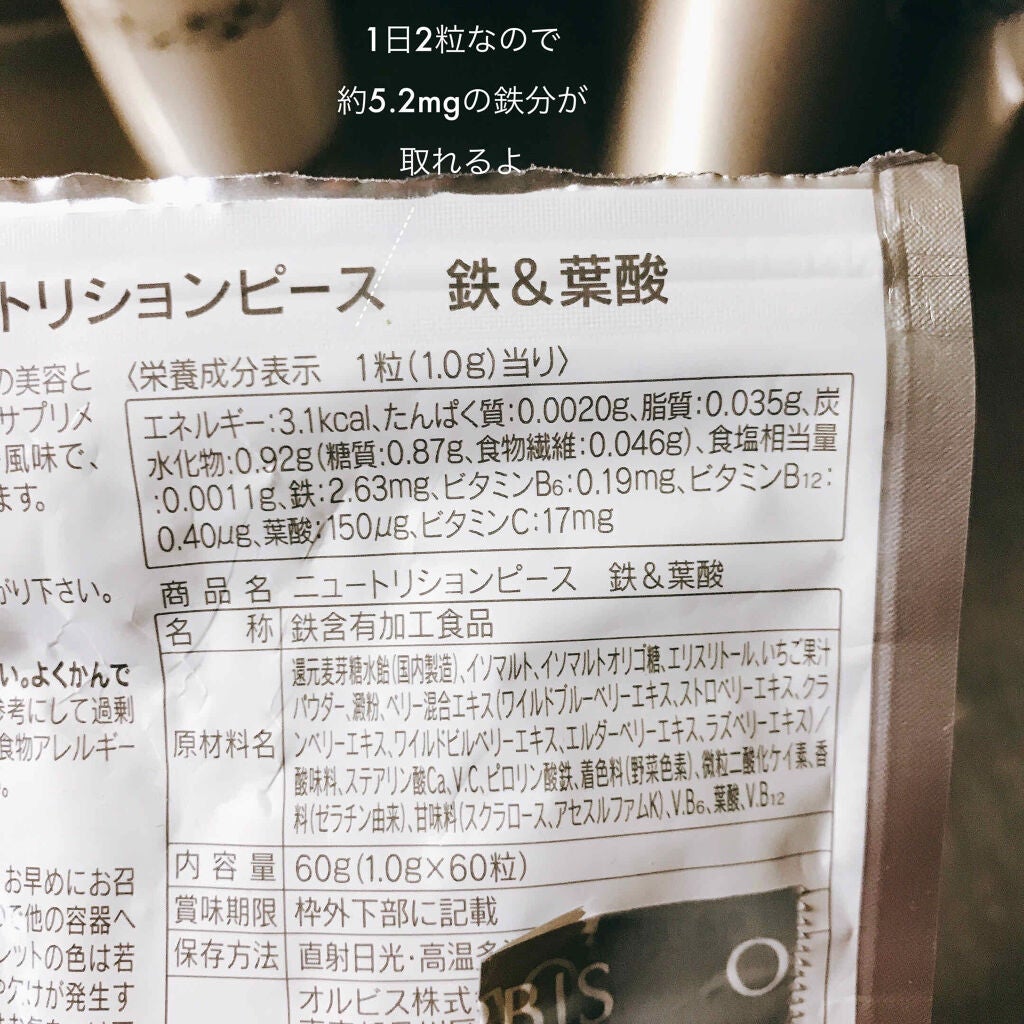 1日2粒なので
約5.2mgの鉄分が
取れるよ
トリションピース 鉄&葉酸
の美容と
サプリメ
風味で、
ます。
がり下さい。
い。よくかんで
参考にして過剰
食物アレルギー
お早めにお召
で他の容器へ
レットの色は若
や欠けが発生す
〈栄養成分表示 1粒(1.0g)当り〉
エネルギー:3.1kcal、たんぱく質:0.0020g、脂質:0.035g、炭
水化物:0.92g(糖質:0.87g、食物繊維:0.046g)、食塩相当量
:0.0011g、鉄:2.63mg、ビタミンB6:0.19mg、ビタミンB12:
0.40μg、葉酸:150μg、ビタミンC:17mg
商品名 ニュートリションピース 鉄&葉酸
名称 鉄含有加工食品
原材料名
還元麦芽糖水飴(国内製造)、イソマルト、イソマルトオリゴ糖、エリスリトール、いちご果汁
パウダー、澱粉、ベリー混合エキス(ワイルドブルーベリーエキス、ストロベリーエキス、クラ
ンベリーエキス、ワイルドビルベリーエキス、エルダーベリーエキス、ラズベリーエキス)/
酸味料、ステアリン酸Ca、V.C、ピロリン酸鉄、着色料(野菜色素)、微粒二酸化ケイ素、香
料(ゼラチン由来)、甘味料(スクラロース、アセスルファムK)、V.B6、葉酸、V.B12
内容量 60g(1.0g×60粒)
賞味期限 枠外下部に記載
保存方法 直射日光・高温多
オルビス株式
RBIS